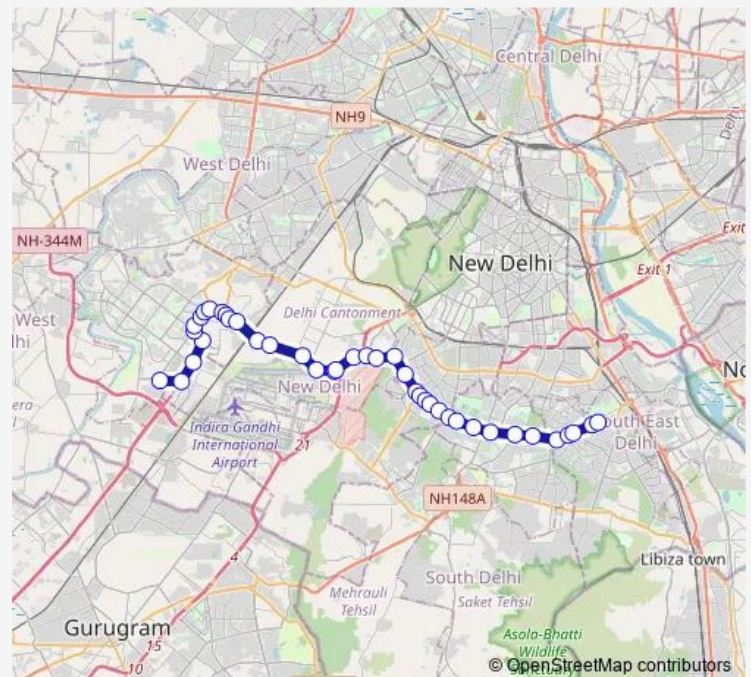 Central Delhi
NH9
Delhi
West Delhi
NH-344M
New Delhi
Exit
Exit 1
Delhi Cantonment
West
lhi
No
New Delhi
Indira Gandhi
International
Airport
21
South East
Delhi
NH148A
4
Libiza town
South Delhi
Mehrauli
Tehsil
Saket Tehsil
Gurugram
15
10
Asola-Bhatti
Wildlife
© OpenStreetMap contributors